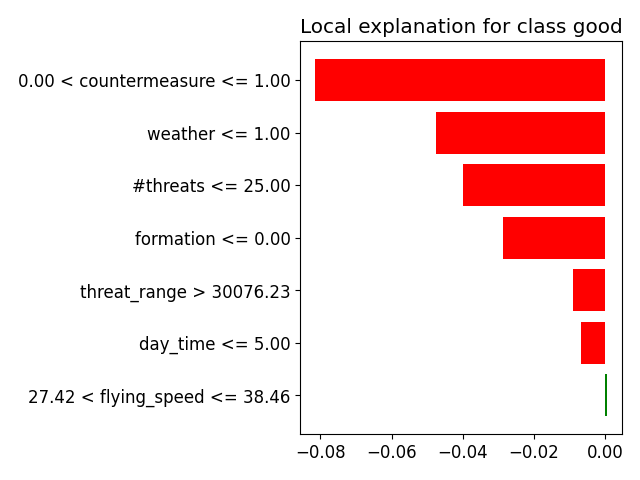 Local explanation for class good
0.00 < countermeasure <= 1.00
weather <= 1.00
#threats <= 25.00
formation <= 0.00
threat_range > 30076.23
day_time <= 5.00
27.42 < flying_speed <= 38.46
−0.08 −0.06 −0.04 −0.02 0.00